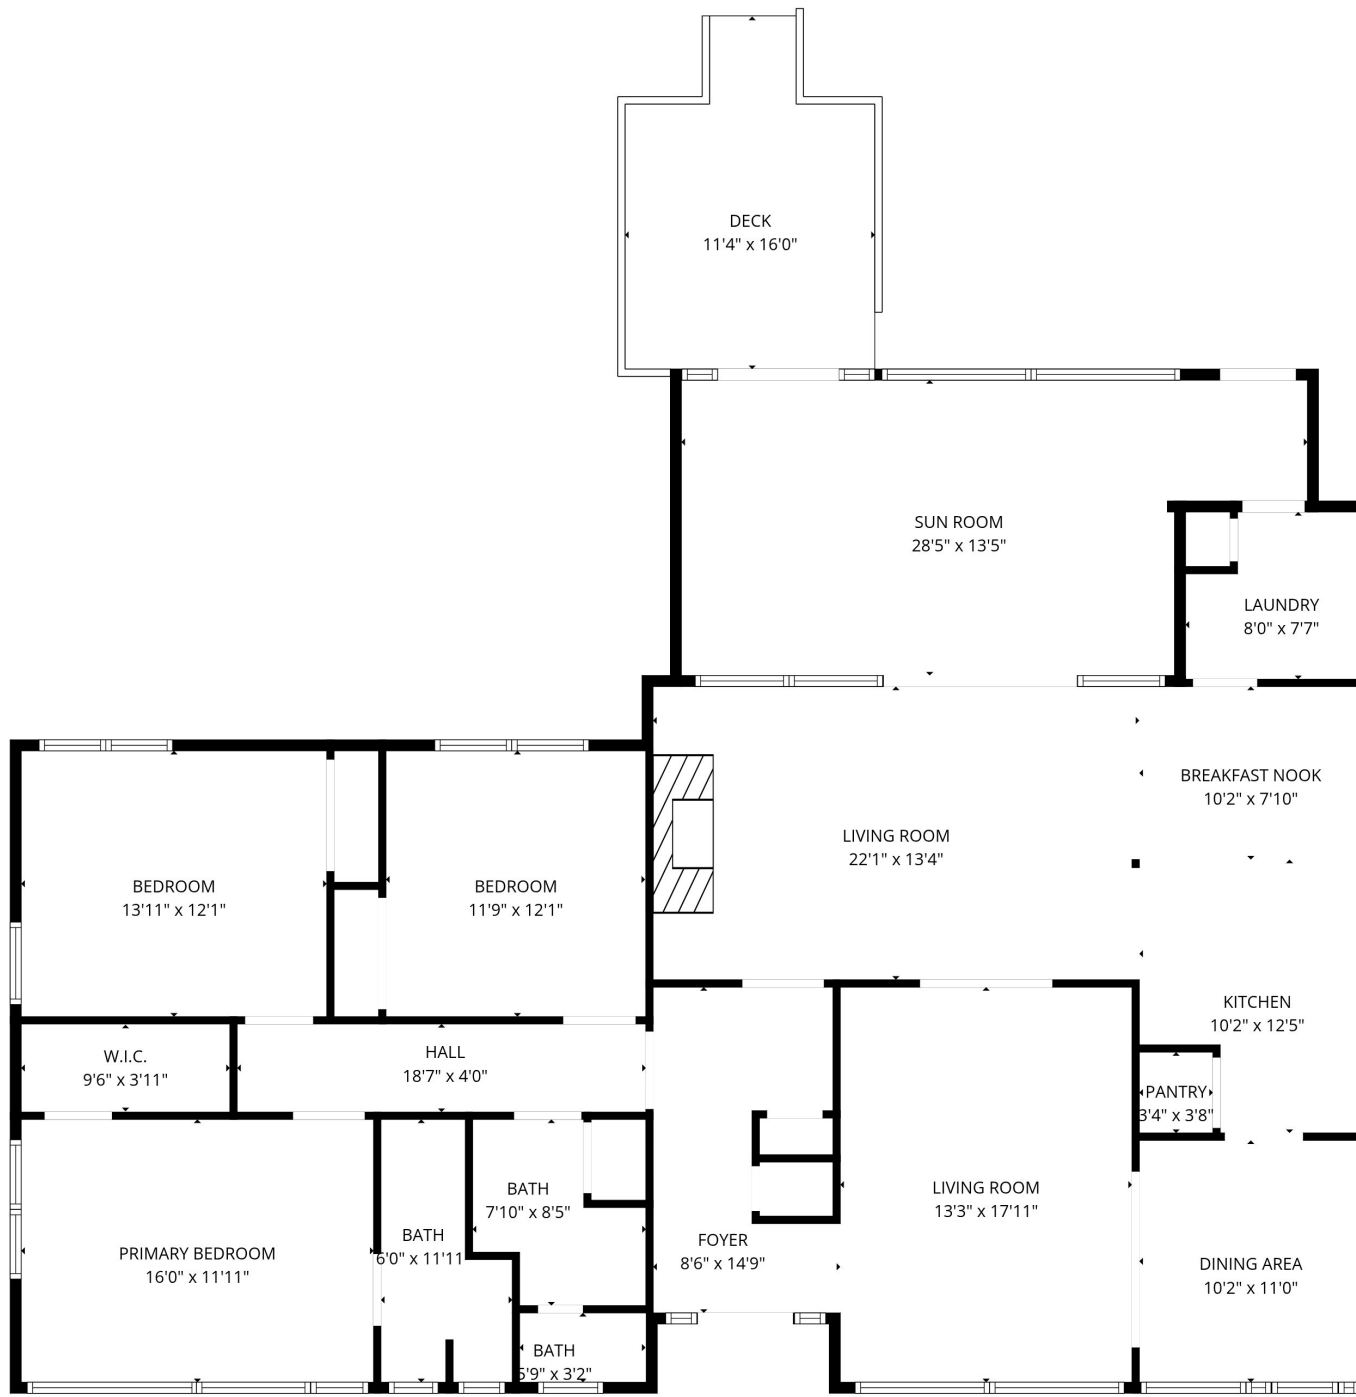 DECK
11'4" x 16'0"
SUN ROOM
28'5" x 13'5"
LAUNDRY
8'0" x 7'7"
BREAKFAST NOOK
10'2" x 7'10"
LIVING ROOM
22'1" x 13'4"
BEDROOM
13'11" x 12'1"
BEDROOM
11'9" x 12'1"
KITCHEN
10'2" x 12'5"
W.I.C.
9'6" x 3'11"
HALL
18'7" x 4'0"
PANTRY
3'4" x 3'8"
BATH
7'10" x 8'5"
LIVING ROOM
13'3" x 17'11"
BATH
6'0" x 11'11"
FOYER
8'6" x 14'9"
PRIMARY BEDROOM
16'0" x 11'11"
DINING AREA
10'2" x 11'0"
BATH
5'9" x 3'2"